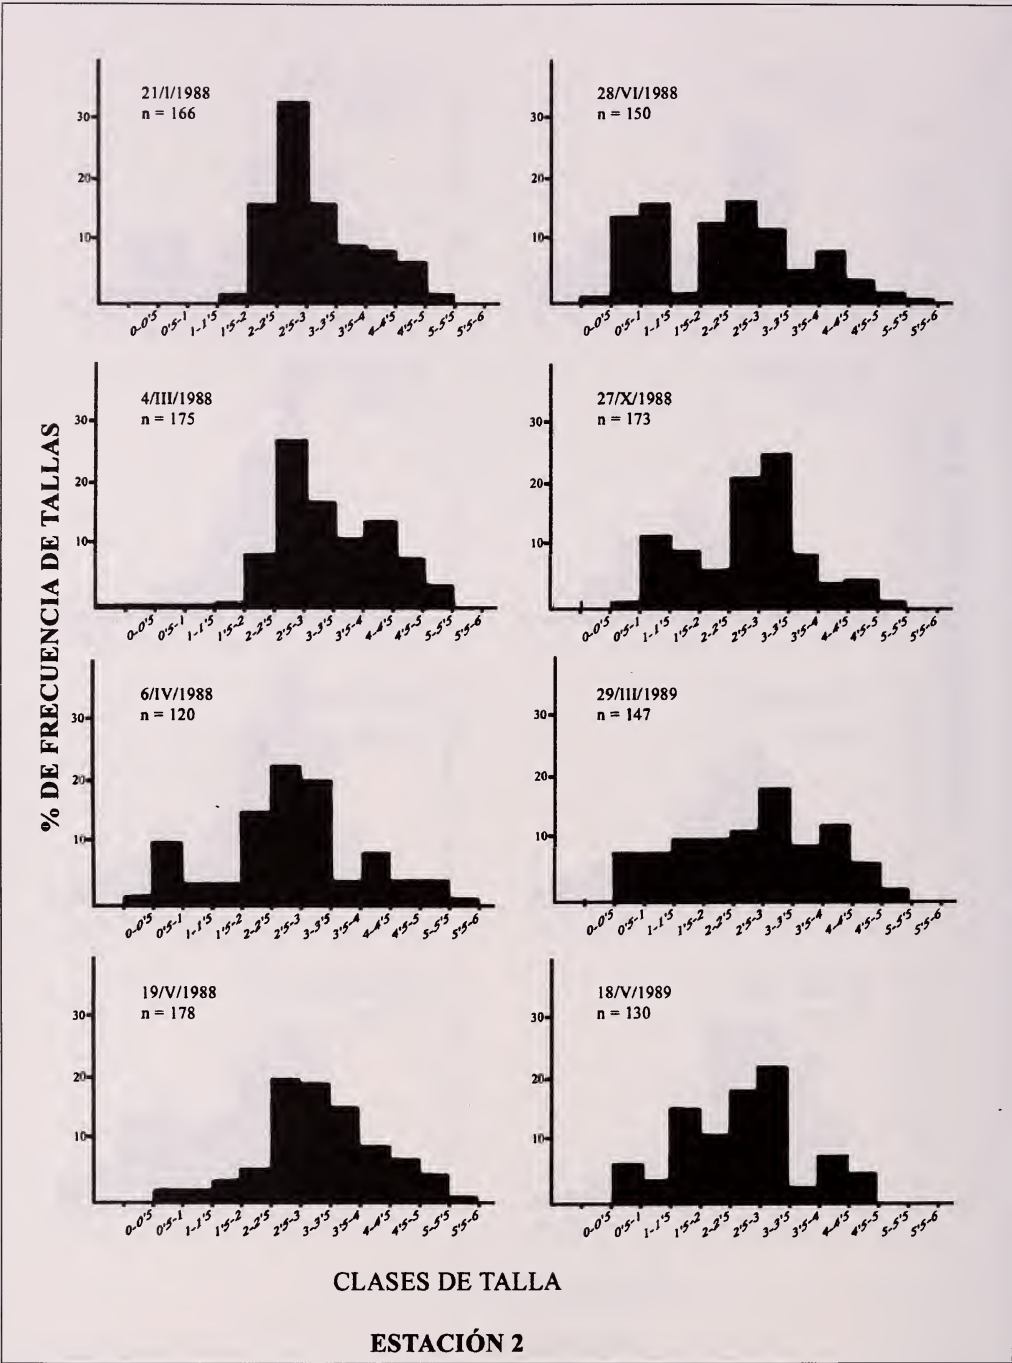 21/I/1988
n = 166
30
20
10
0-0'5 0'5-1 1-1'5 1'5-2 2-2'5 2'5-3 3-3'5 3'5-4 4-4'5 4'5-5 5-5'5 5'5-6
28/VI/1988
n = 150
30
20
10
0-0'5 0'5-1 1-1'5 1'5-2 2-2'5 2'5-3 3-3'5 3'5-4 4-4'5 4'5-5 5-5'5 5'5-6
4/III/1988
n = 175
30
20
10
0-0'5 0'5-1 1-1'5 1'5-2 2-2'5 2'5-3 3-3'5 3'5-4 4-4'5 4'5-5 5-5'5 5'5-6
27/X/1988
n = 173
30
20
10
0-0'5 0'5-1 1-1'5 1'5-2 2-2'5 2'5-3 3-3'5 3'5-4 4-4'5 4'5-5 5-5'5 5'5-6
% DE FRECUENCIA DE TALLAS
6/IV/1988
n = 120
30
20
10
0-0'5 0'5-1 1-1'5 1'5-2 2-2'5 2'5-3 3-3'5 3'5-4 4-4'5 4'5-5 5-5'5 5'5-6
29/III/1989
n = 147
30
20
10
0-0'5 0'5-1 1-1'5 1'5-2 2-2'5 2'5-3 3-3'5 3'5-4 4-4'5 4'5-5 5-5'5 5'5-6
19/V/1988
n = 178
30
20
10
0-0'5 0'5-1 1-1'5 1'5-2 2-2'5 2'5-3 3-3'5 3'5-4 4-4'5 4'5-5 5-5'5 5'5-6
18/V/1989
n = 130
30
20
10
0-0'5 0'5-1 1-1'5 1'5-2 2-2'5 2'5-3 3-3'5 3'5-4 4-4'5 4'5-5 5-5'5 5'5-6
CLASES DE TALLA
ESTACIÓN 2